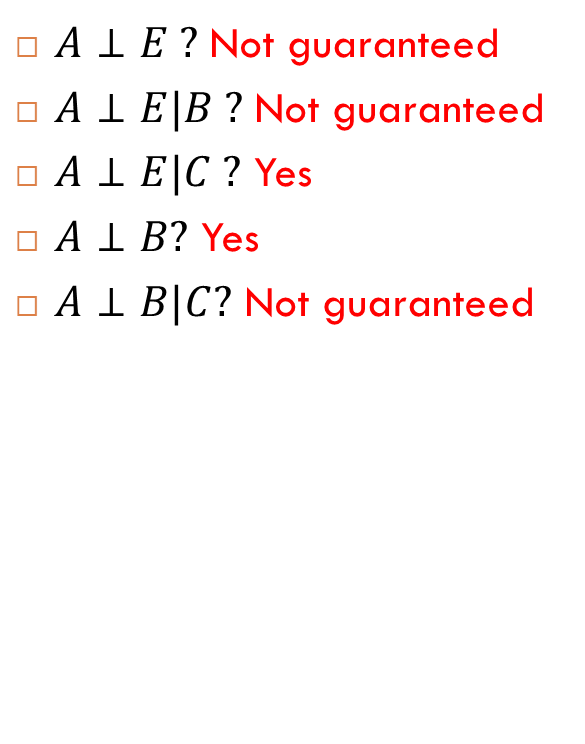 □ A ⊥ E ? Not guaranteed
□ A ⊥ E|B ? Not guaranteed
□ A ⊥ E|C ? Yes
□ A ⊥ B? Yes
□ A ⊥ B|C? Not guaranteed